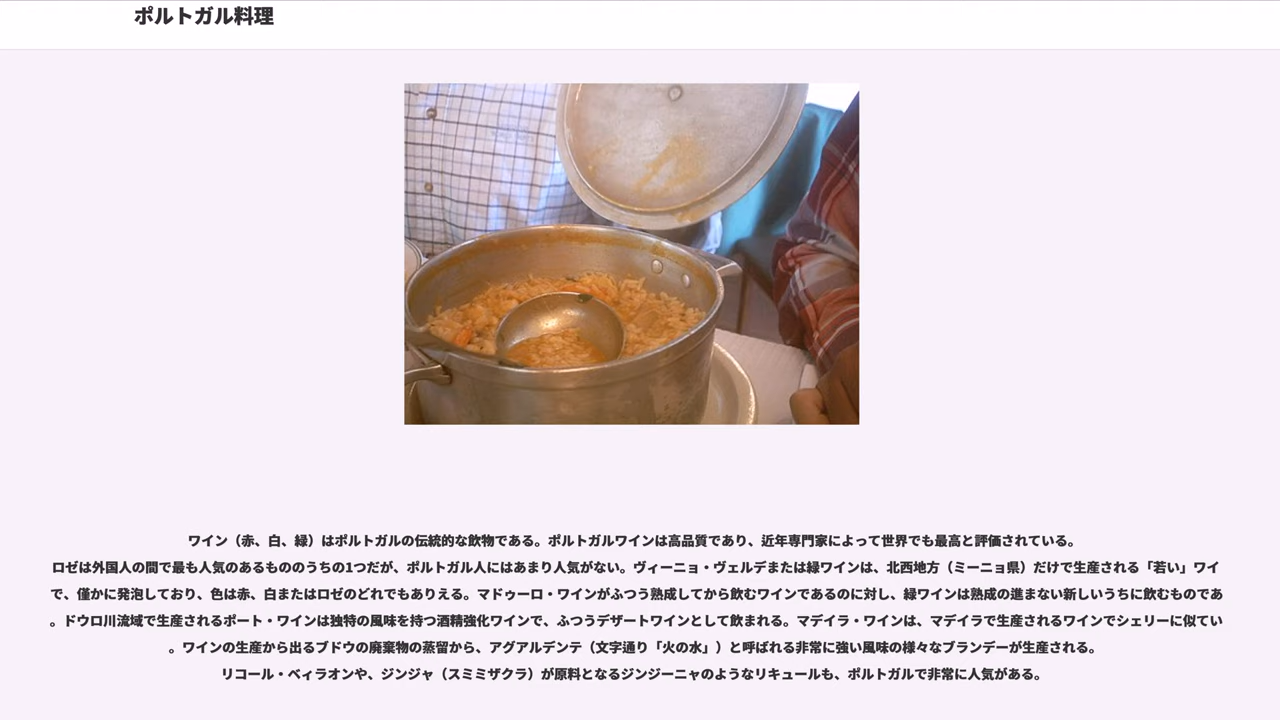 ポルトガル料理
ワイン（赤、白、緑）はポルトガルの伝統的な飲物である。ポルトガルワインは高品質であり、近年専門家によって世界でも最高と評価されている。
ロゼは外国人の間で最も人気のあるもののうちの1つだが、ポルトガル人にはあまり人気がない。ヴィーニョ・ヴェルデまたは緑ワインは、北西地方（ミーニョ県）だけで生産される「若い」ワイ
で、僅かに発泡しており、色は赤、白またはロゼのどれでもありえる。マドゥーロ・ワインがふつう熟成してから飲むワインであるのに対し、緑ワインは熟成の進まない新しいうちに飲むものであ
。ドウロ川流域で生産されるポート・ワインは独特の風味を持つ酒精強化ワインで、ふつうデザートワインとして飲まれる。マデイラ・ワインは、マデイラで生産されるワインでシェリーに似てい
。ワインの生産から出るブドウの廃棄物の蒸留から、アグアルデンテ（文字通り「火の水」）と呼ばれる非常に強い風味の様々なブランデーが生産される。
リコール・ベィラオンや、ジンジャ（スミミザクラ）が原料となるジンジーニャのようなリキュールも、ポルトガルで非常に人気がある。